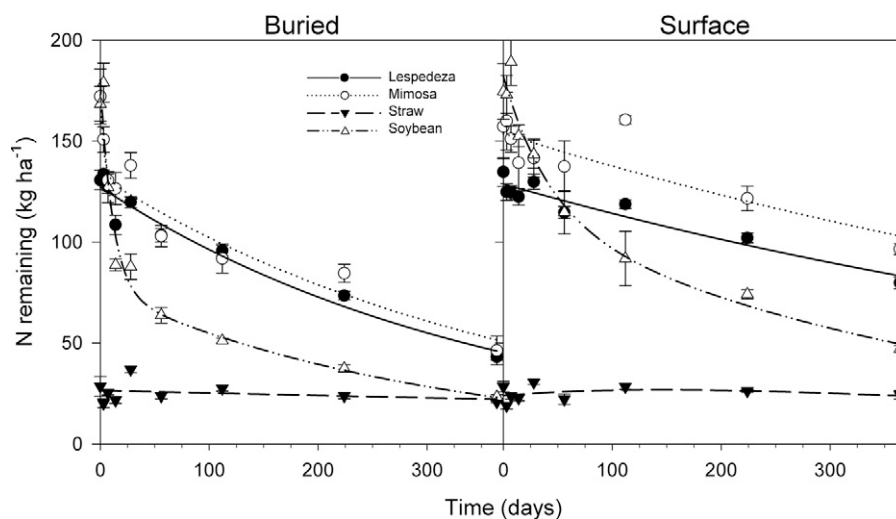 Buried Surface
200
150
100
50
0
N remaining (kg ha⁻¹)
Lespedeza
Mimosa
Straw
Soybean
0 100 200 300 0 100 200 300
Time (days)